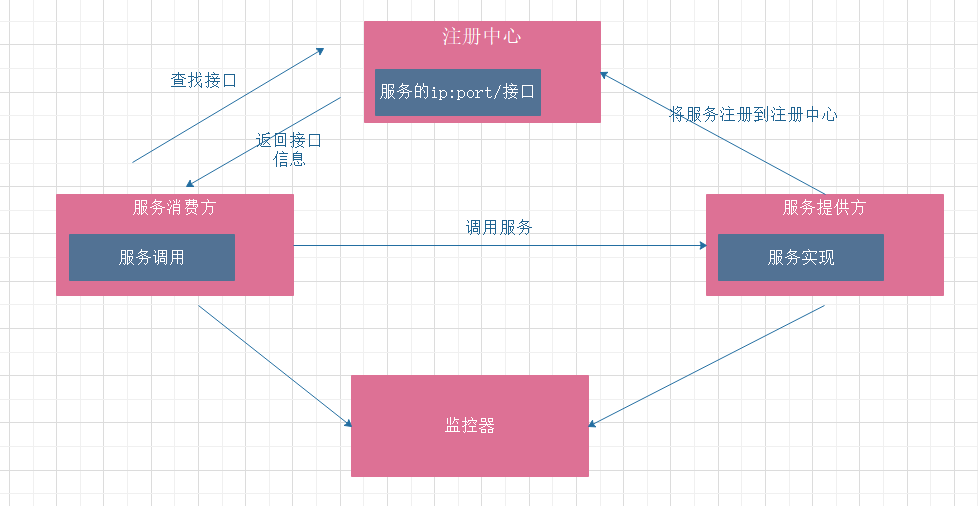 注册中心
服务的ip:port/接口
查找接口
将服务注册到注册中心
返回接口
信息
服务消费方
服务调用
调用服务
服务提供方
服务实现
监控器